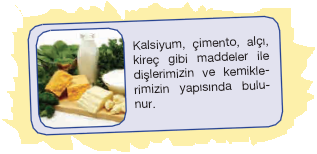 Kalsiyum, çimento, alçı,
kireç gibi maddeler ile
dişlerimizin ve kemikle-
rimizin yapısında bulu-
nur.